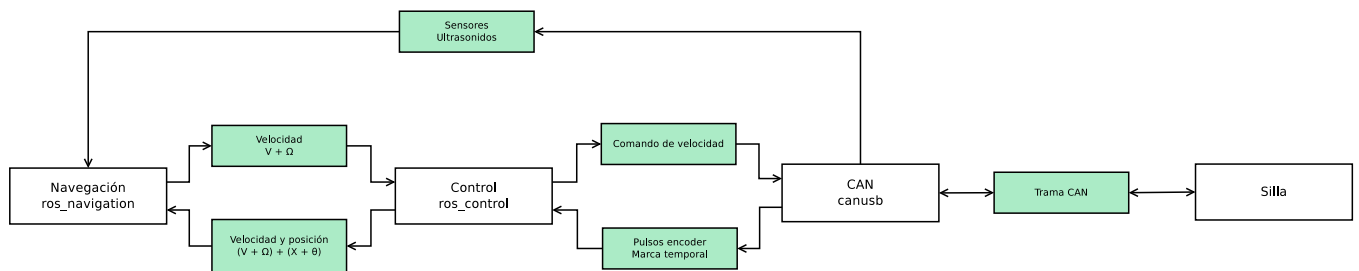 Sensores
Ultrasonidos
Velocidad
V + Ω
Comando de velocidad
Navegación
ros_navigation
Control
ros_control
CAN
canusb
Trama CAN
Silla
Velocidad y posición
(V + Ω) + (X + θ)
Pulsos encoder
Marca temporal